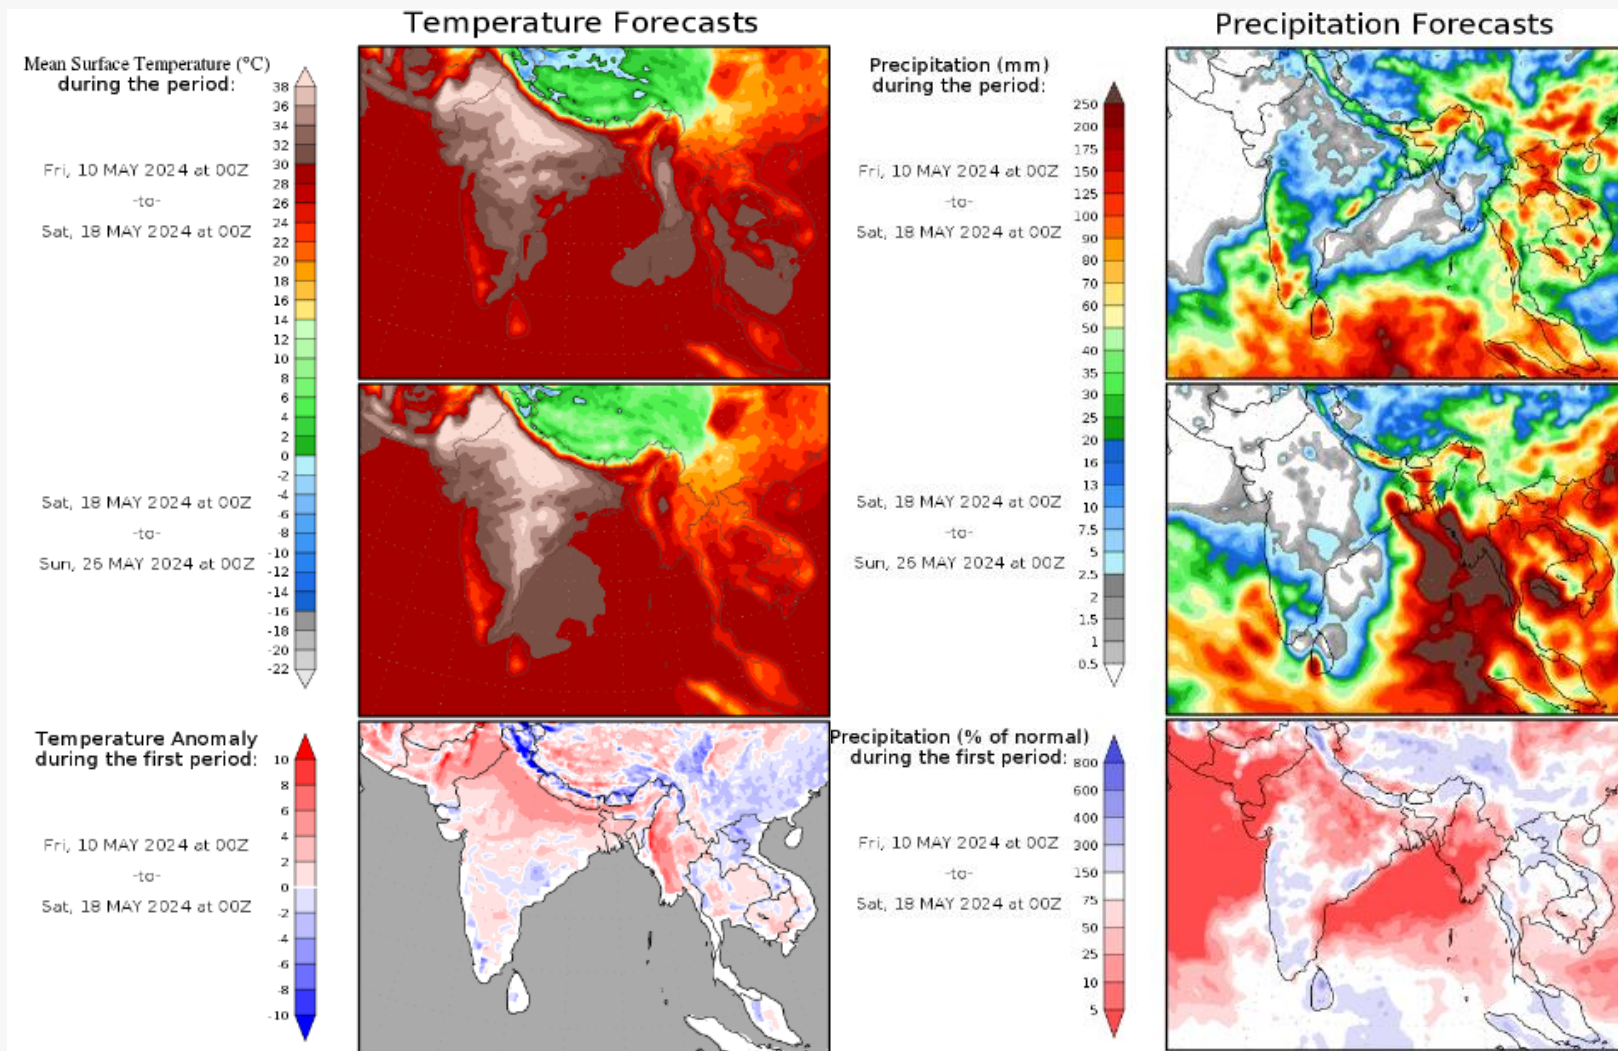 Temperature Forecasts
Mean Surface Temperature (°C)
during the period:
38
36
34
32
30
28
26
24
22
20
18
16
14
12
10
8
6
4
2
0
-2
-4
-6
-8
-10
-12
-14
-16
-18
-20
-22
Fri, 10 MAY 2024 at 00Z
-to-
Sat, 18 MAY 2024 at 00Z
Sat, 18 MAY 2024 at 00Z
-to-
Sun, 26 MAY 2024 at 00Z
Temperature Anomaly
during the first period:
10
8
6
4
2
0
-2
-4
-6
-8
-10
Fri, 10 MAY 2024 at 00Z
-to-
Sat, 18 MAY 2024 at 00Z
Precipitation Forecasts
Precipitation (mm)
during the period:
250
200
175
150
125
100
90
80
70
60
50
40
35
30
25
20
16
13
10
7.5
5
2.5
2
1.5
1
0.5
Fri, 10 MAY 2024 at 00Z
-to-
Sat, 18 MAY 2024 at 00Z
Sat, 18 MAY 2024 at 00Z
-to-
Sun, 26 MAY 2024 at 00Z
Precipitation (% of normal)
during the first period:
800
600
400
300
150
75
50
25
10
5
Fri, 10 MAY 2024 at 00Z
-to-
Sat, 18 MAY 2024 at 00Z